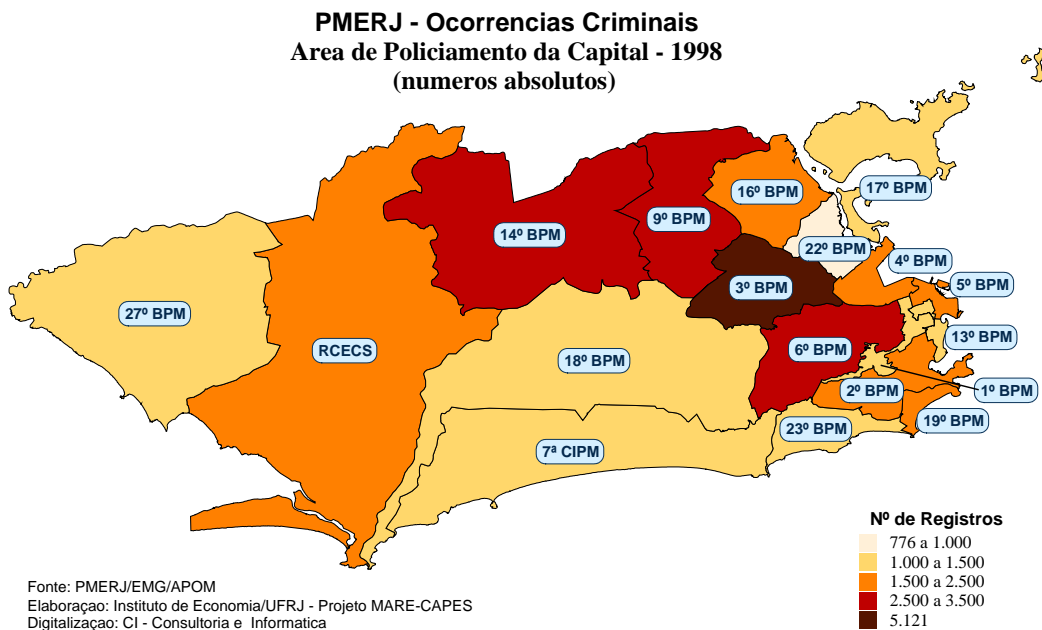 PMERJ - Ocorrencias Criminais
Area de Policiamento da Capital - 1998
(numeros absolutos)
17º BPM
16º BPM
9º BPM
14º BPM
22º BPM
4º BPM
5º BPM
3º BPM
27º BPM
13º BPM
RCECS
6º BPM
18º BPM
2º BPM
1º BPM
19º BPM
23º BPM
7ª CIPM
Nº de Registros
776 a 1.000
1.000 a 1.500
1.500 a 2.500
2.500 a 3.500
5.121
Fonte: PMERJ/EMG/APOM
Elaboraçao: Instituto de Economia/UFRJ - Projeto MARE-CAPES
Digitalizaçao: CI - Consultoria e Informatica